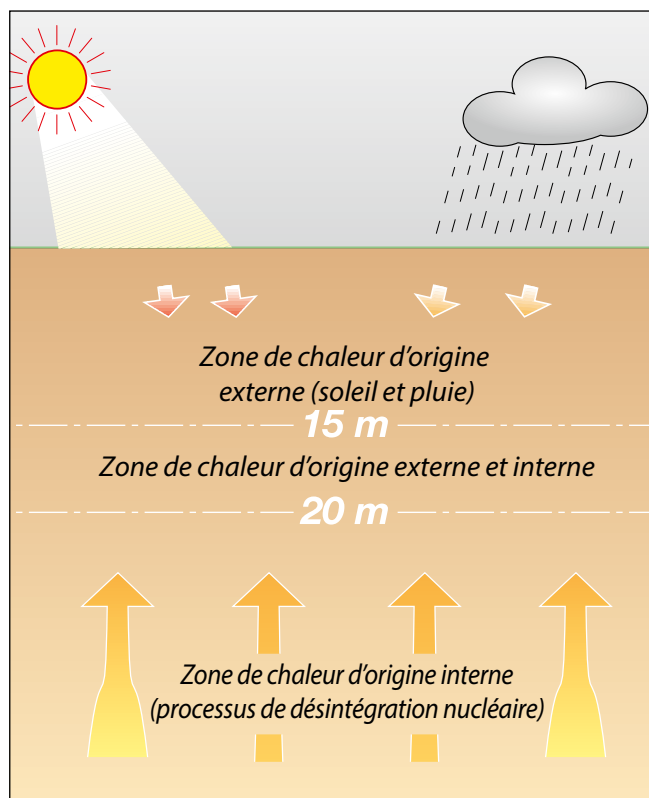 Zone de chaleur d'origine
externe (soleil et pluie)
15 m
Zone de chaleur d'origine externe et interne
20 m
Zone de chaleur d'origine interne
(processus de désintégration nucléaire)